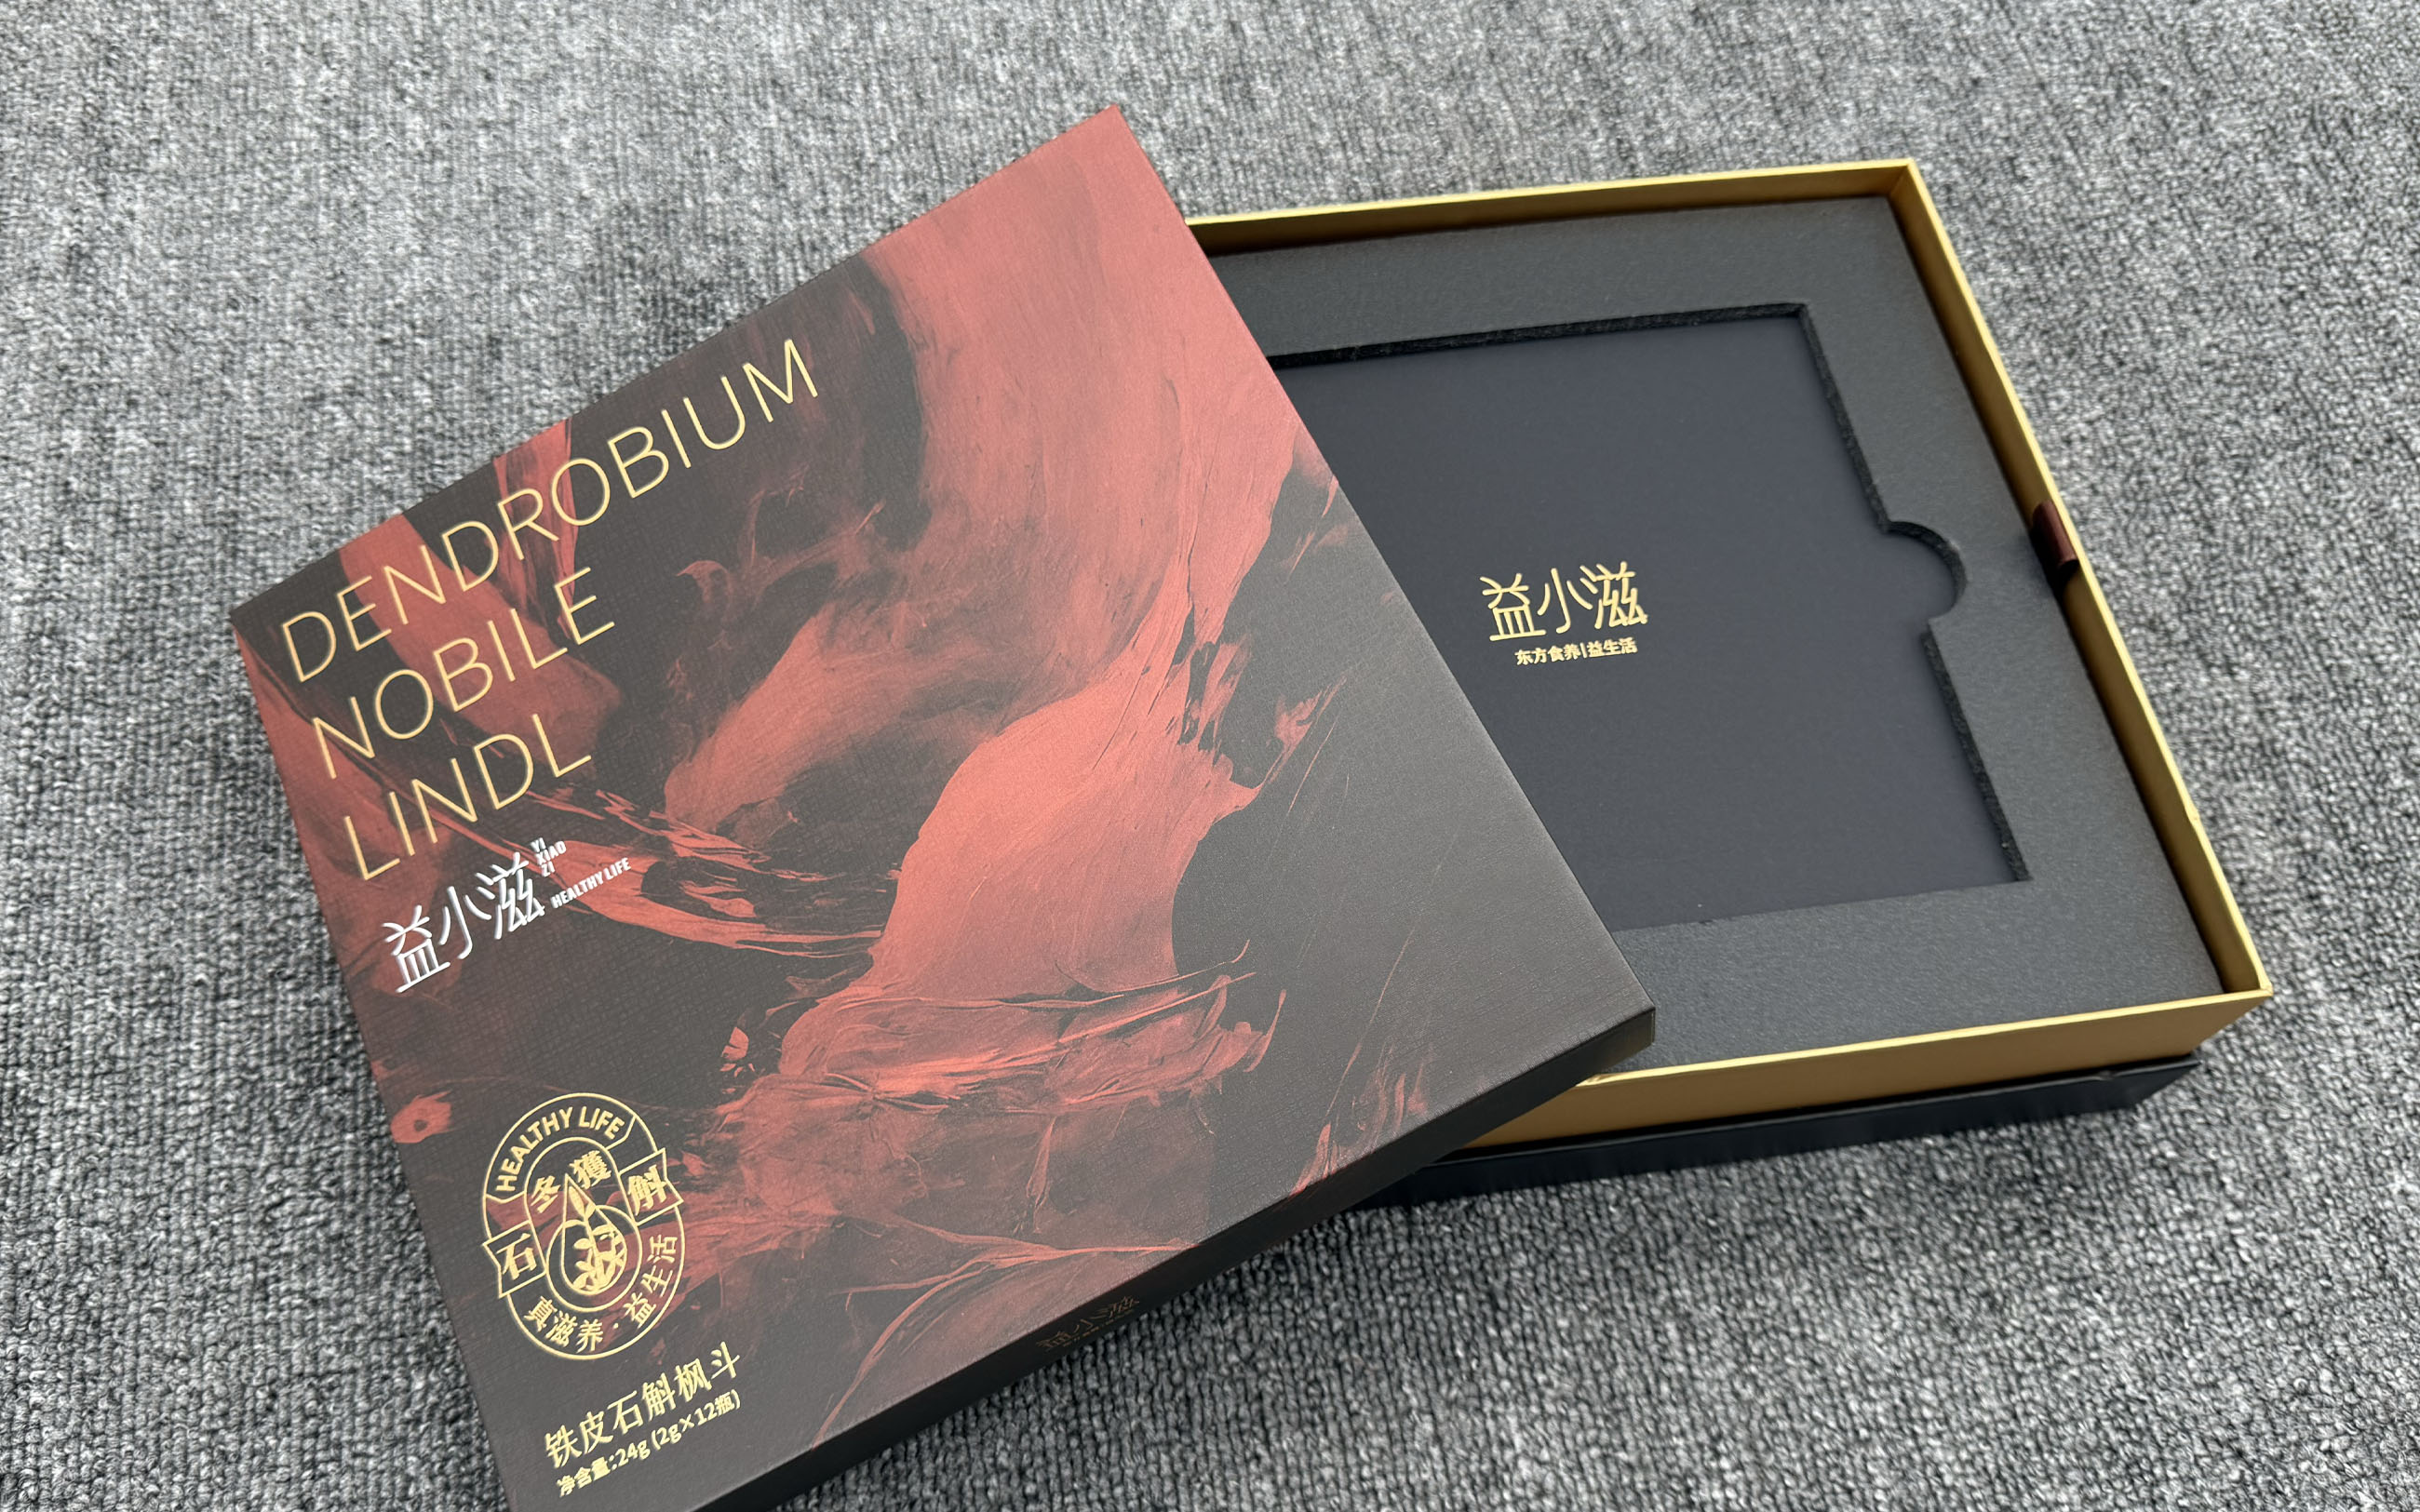 DENDROBIUM
NOBILE
LINDL
益小滋
YI
XIAO
ZI
HEALTHY LIFE
HEALTHY LIFE
冬獲
石斛
真滋养·益生活
铁皮石斛枫斗
净含量:24g (2g×12瓶)
益小滋
东方食养|益生活
益小滋